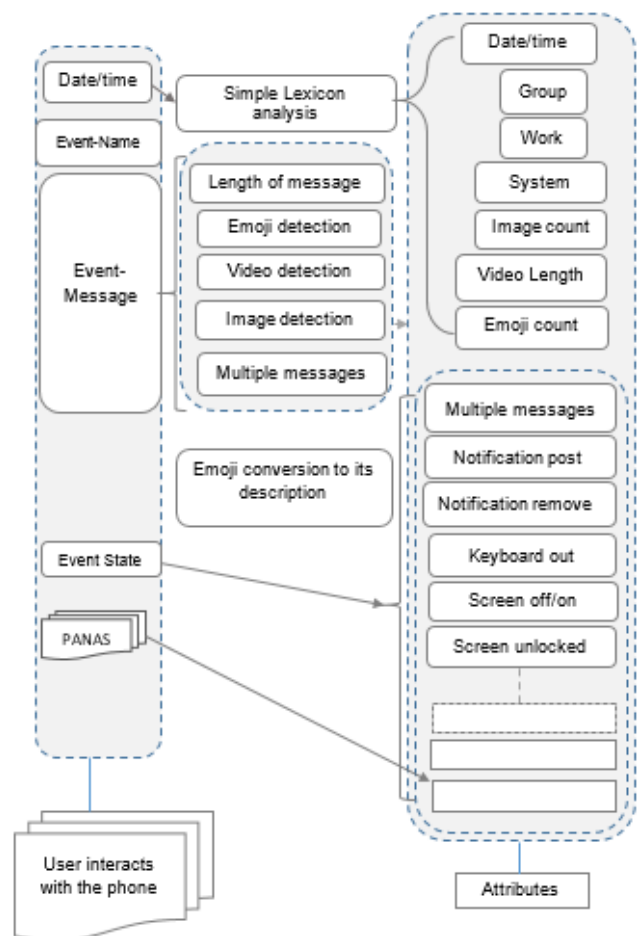 Date/time
Event-Name
Event-
Message
Event State
PANAS
User interacts
with the phone
Simple Lexicon
analysis
Length of message
Emoji detection
Video detection
Image detection
Multiple messages
Emoji conversion to its
description
Date/time
Group
Work
System
Image count
Video Length
Emoji count
Multiple messages
Notification post
Notification remove
Keyboard out
Screen off/on
Screen unlocked
Attributes